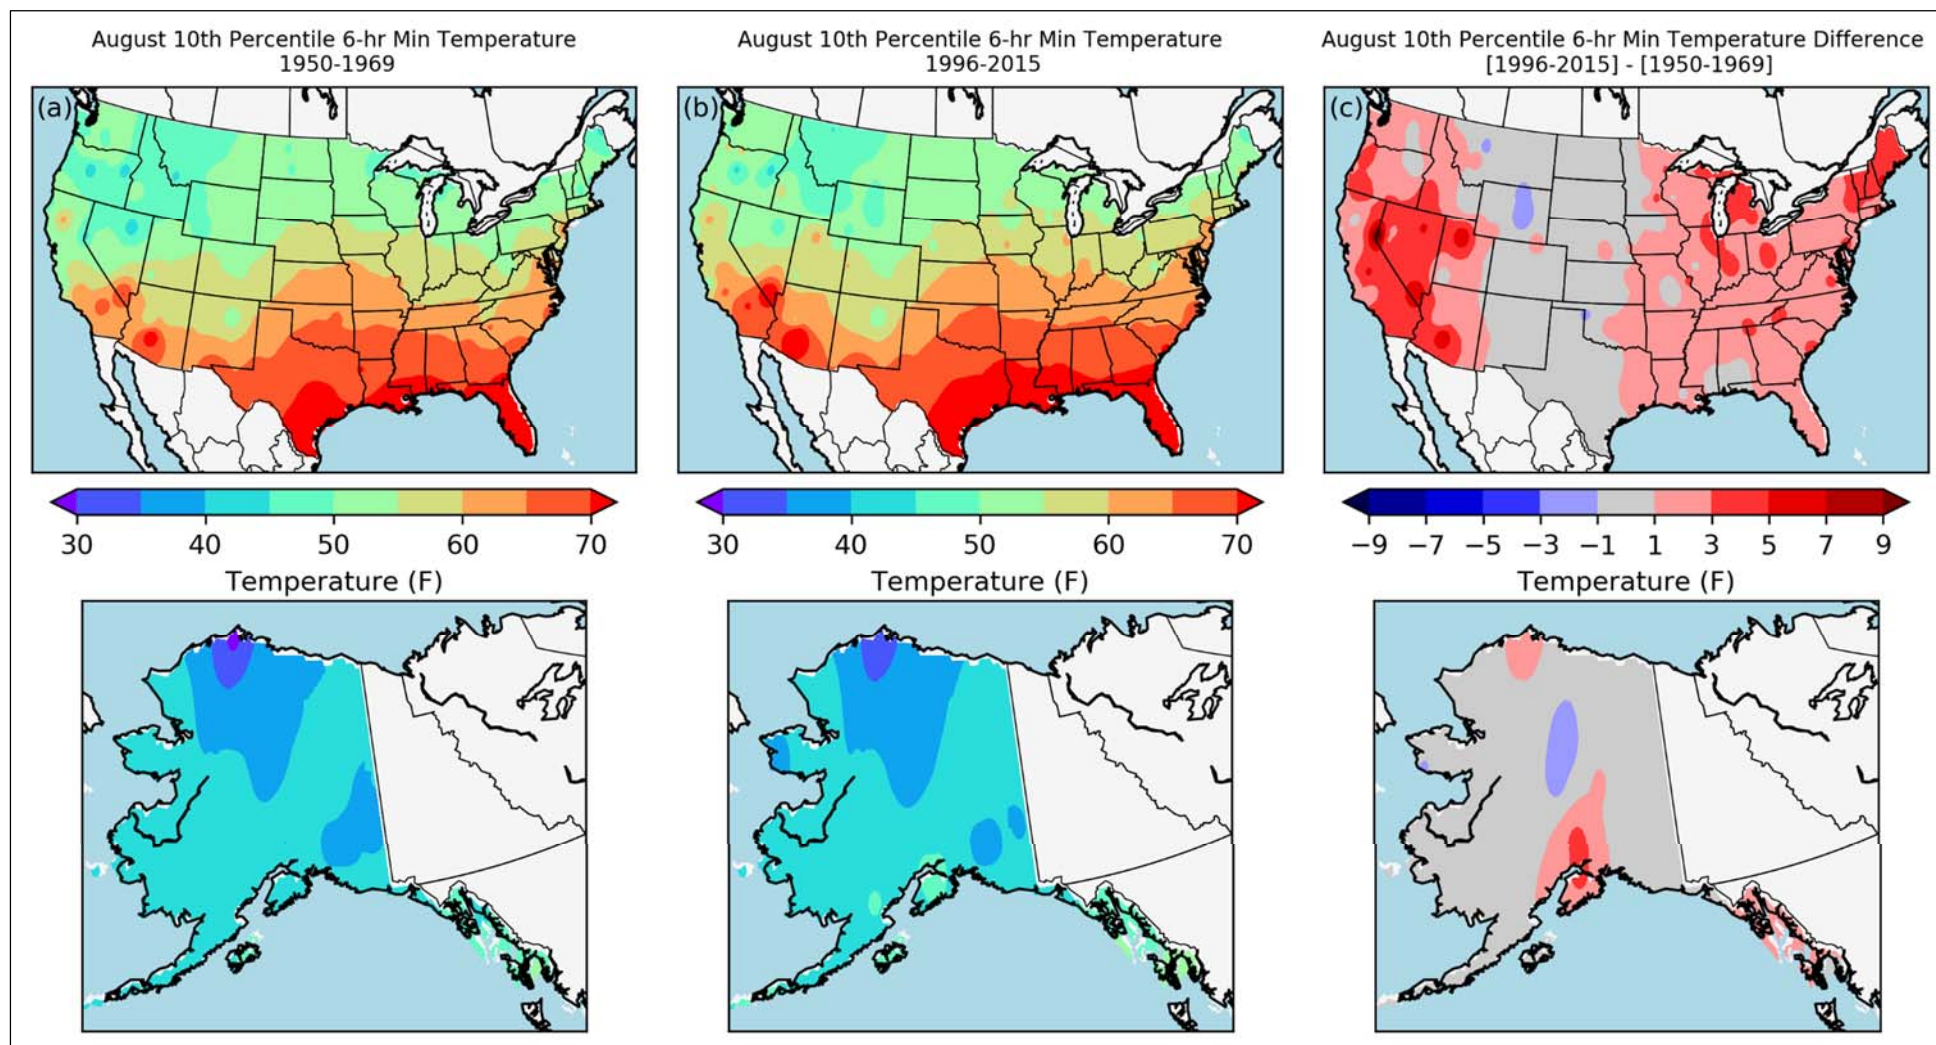 August 10th Percentile 6-hr Min Temperature
1950-1969
(a)
30 40 50 60 70
Temperature (F)
August 10th Percentile 6-hr Min Temperature
1996-2015
(b)
30 40 50 60 70
Temperature (F)
August 10th Percentile 6-hr Min Temperature Difference
[1996-2015] - [1950-1969]
(c)
−9 −7 −5 −3 −1 1 3 5 7 9
Temperature (F)